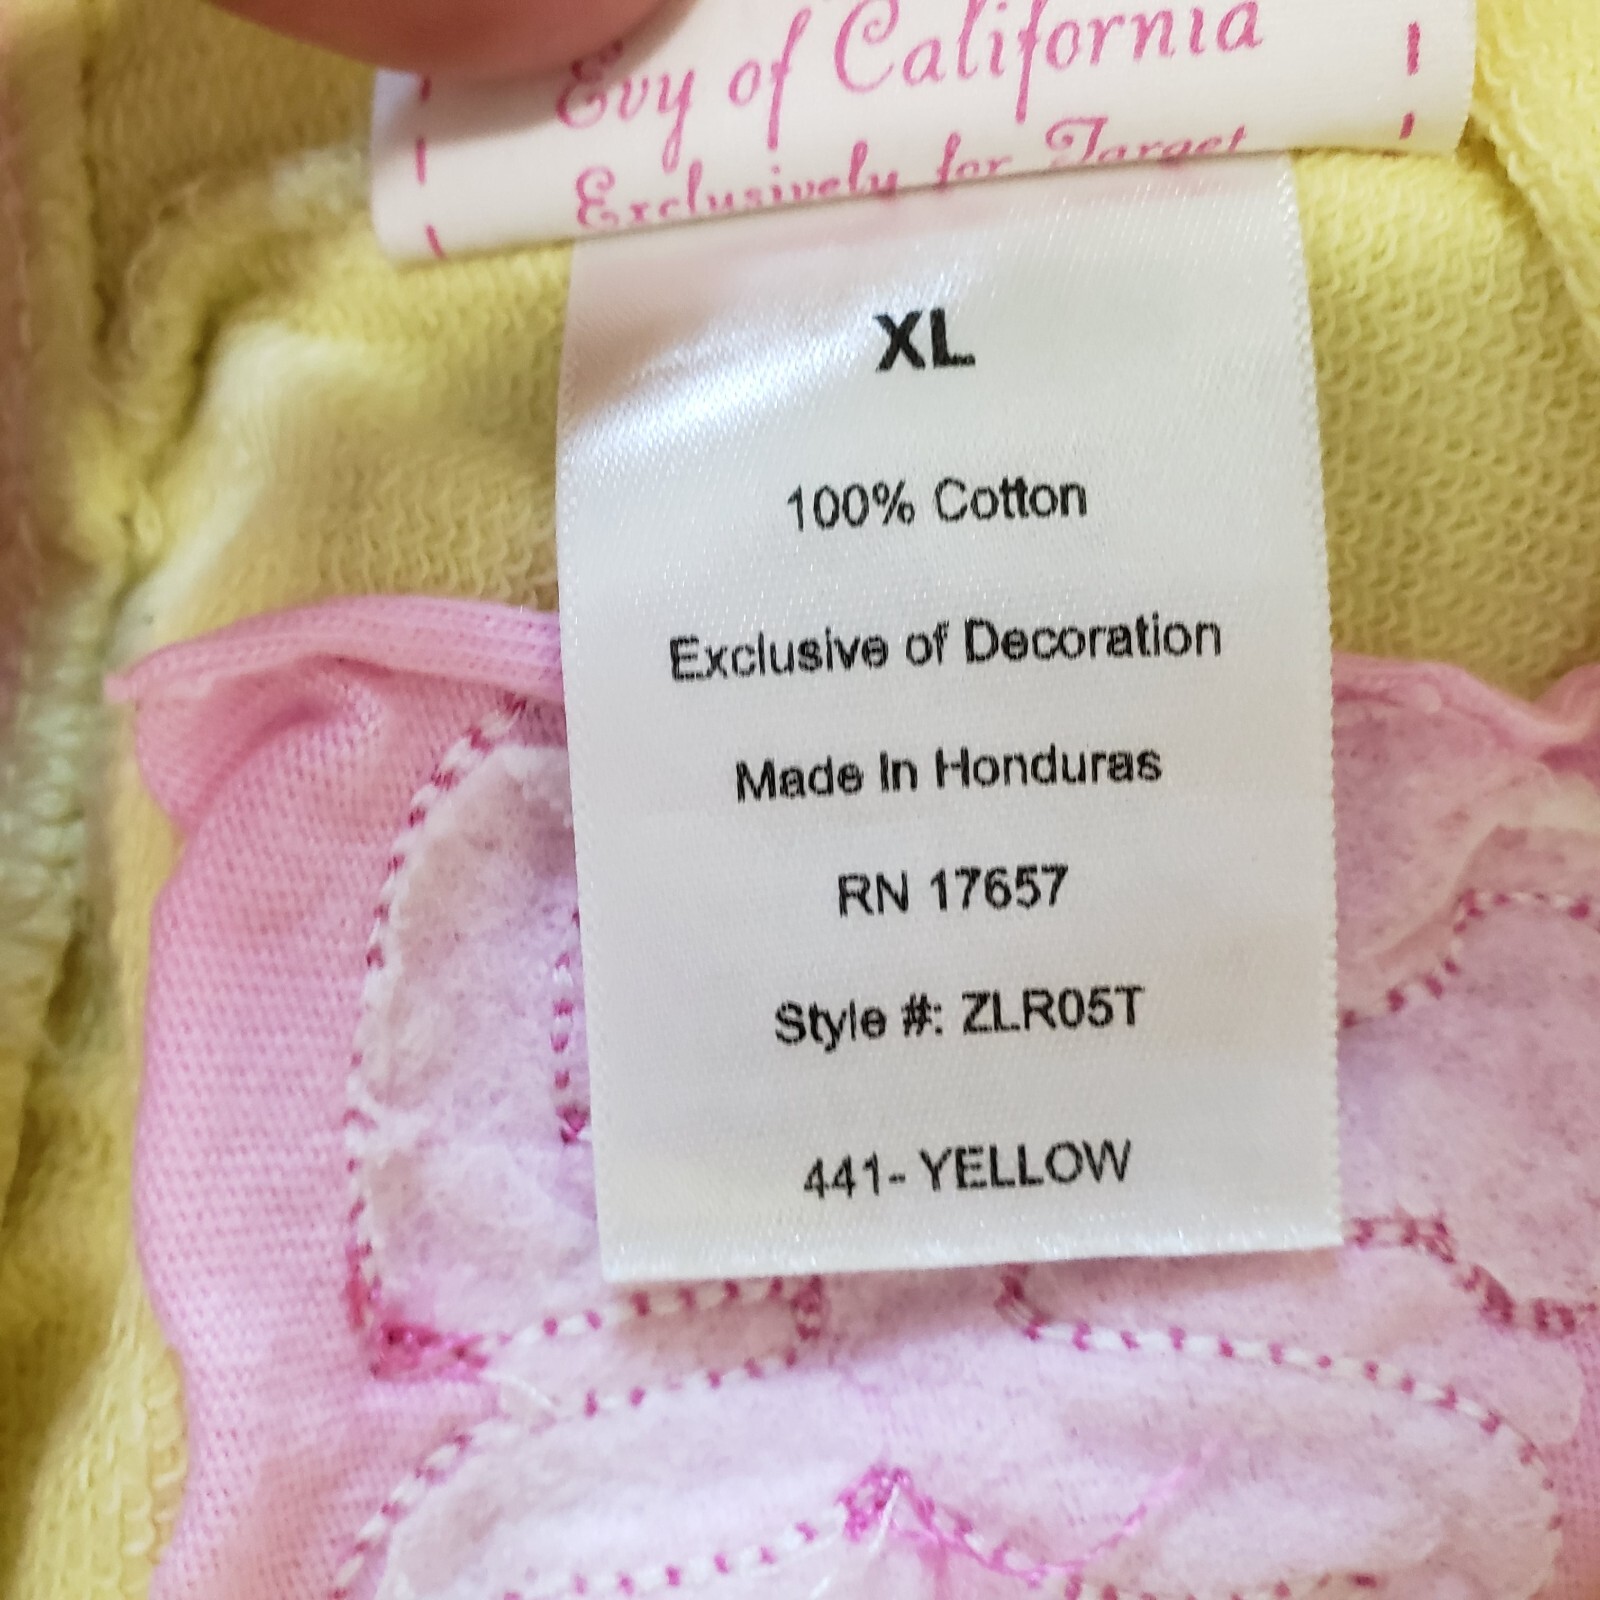 Evy of California
Exclusively for Target
XL
100% Cotton
Exclusive of Decoration
Made In Honduras
RN 17657
Style #: ZLR05T
441- YELLOW